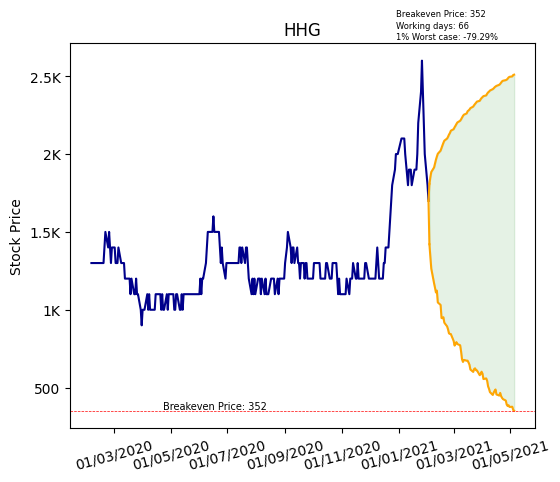 Breakeven Price: 352
Working days: 66
1% Worst case: -79.29%
HHG
Stock Price
2.5K
2K
1.5K
1K
500
Breakeven Price: 352
01/03/2020
01/05/2020
01/07/2020
01/09/2020
01/11/2020
01/01/2021
01/03/2021
01/05/2021